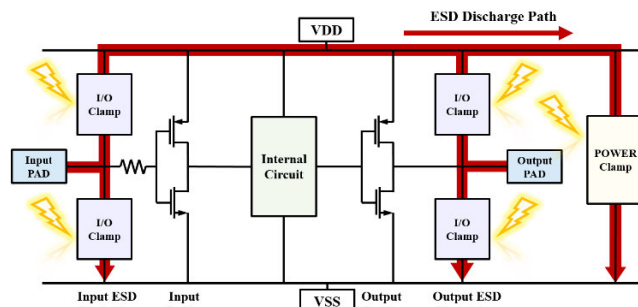 ESD Discharge Path
VDD
I/O
Clamp
I/O
Clamp
Input
PAD
Internal
Circuit
Output
PAD
POWER
Clamp
I/O
Clamp
I/O
Clamp
Input ESD
Input
VSS
Output
Output ESD